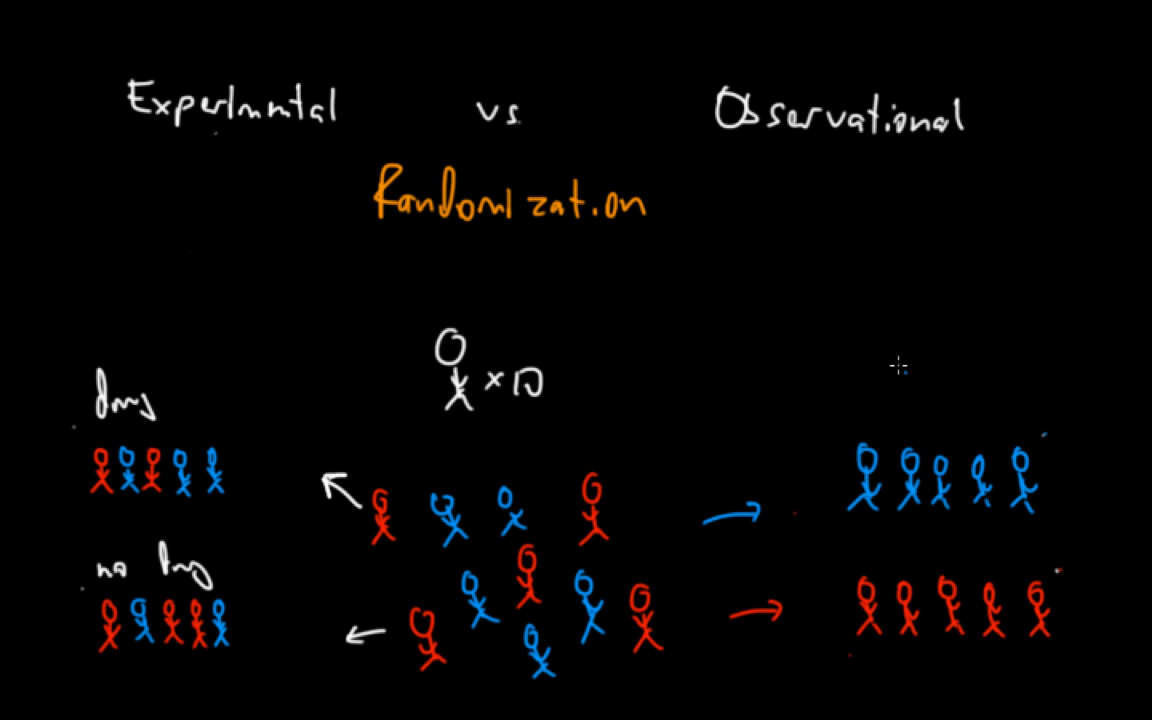 Experimental vs Observational
Randomization
× 10
drug
no drug